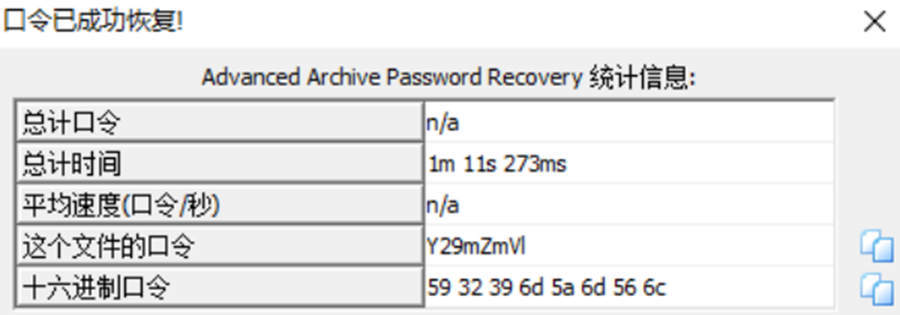 口令已成功恢复!
Advanced Archive Password Recovery 统计信息:
总计口令 n/a
总计时间 1m 11s 273ms
平均速度(口令/秒) n/a
这个文件的口令 Y29mZmVl
十六进制口令 59 32 39 6d 5a 6d 56 6c